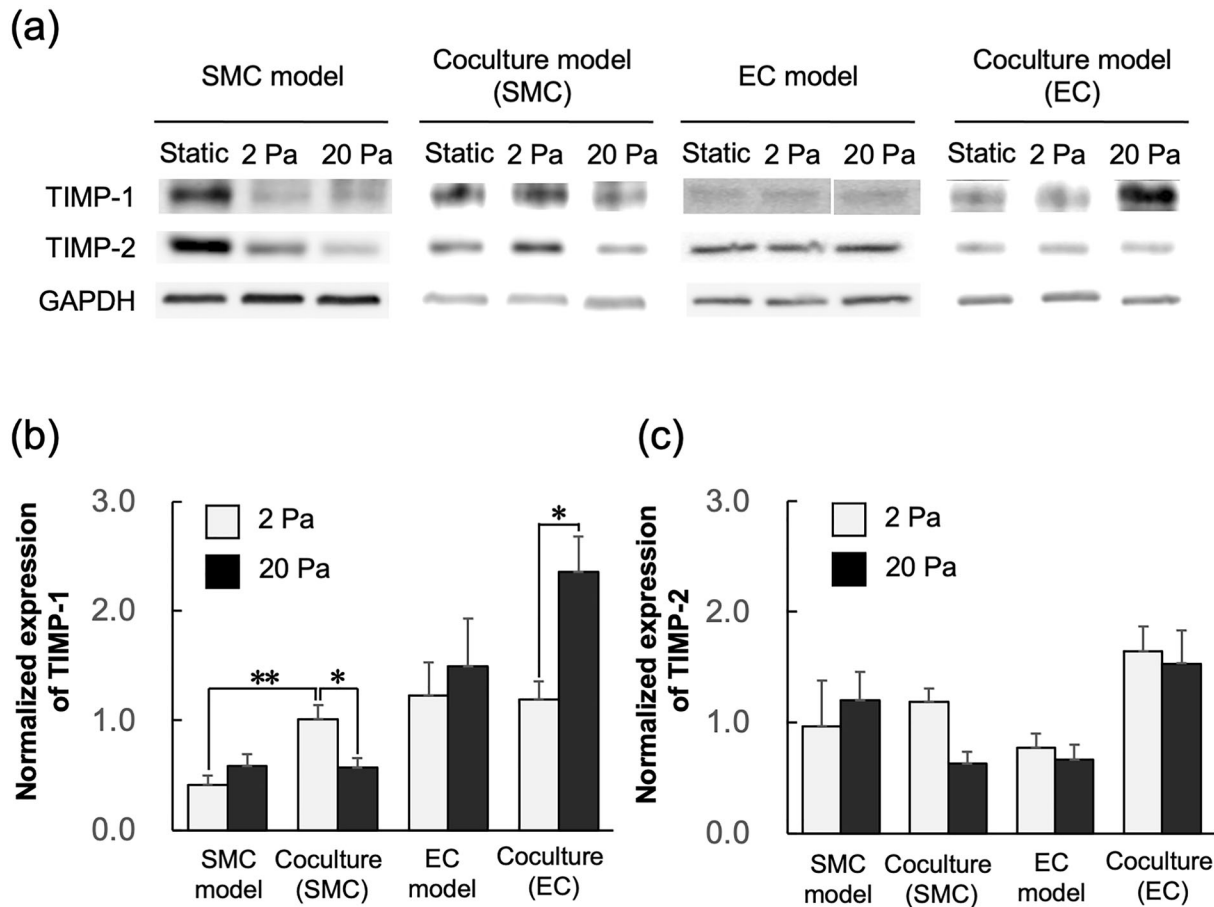 (a)
SMC model
Coculture model
(SMC)
EC model
Coculture model
(EC)
Static 2 Pa 20 Pa
Static 2 Pa 20 Pa
Static 2 Pa 20 Pa
Static 2 Pa 20 Pa
TIMP-1
TIMP-2
GAPDH
(b)
Normalized expression
of TIMP-1
3.0
2.0
1.0
0.0
2 Pa
20 Pa
**
*
*
SMC
model
Coculture
(SMC)
EC
model
Coculture
(EC)
(c)
Normalized expression
of TIMP-2
3.0
2.0
1.0
0.0
2 Pa
20 Pa
SMC
model
Coculture
(SMC)
EC
model
Coculture
(EC)